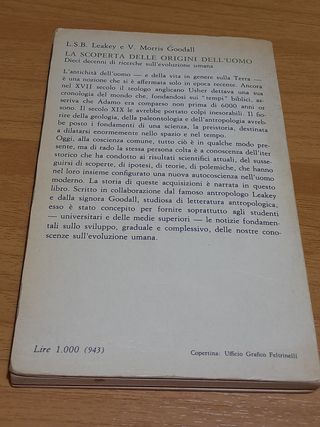 L.S.B. Leakey e V. Morris Goodall
LA SCOPERTA DELLE ORIGINI DELL'UOMO
Dieci decenni di ricerche sull'evoluzione umana
L'antichità dell'uomo — e della vita in genere sulla Terra —
è una nozione che si è affermata solo in epoca recente. Ancora
nel XVII secolo il teologo anglicano Usher dettava una sua
cronologia del mondo che, fondandosi sui "tempi" biblici, as-
seriva che Adamo era comparso non prima di 6000 anni or
sono. Il secolo XIX le avrebbe portato colpi inesorabili. Il fio-
rire della geologia, della paleontologia e dell'antropologia avreb-
be posto i fondamenti di una scienza, la preistoria, destinata
a dilatarsi enormemente nello spazio e nel tempo.
Oggi, alla coscienza comune, tutto ciò è in qualche modo pre-
sente, ma di rado la stessa persona colta è a conoscenza dell'iter
storico che ha condotto ai risultati scientifici attuali, del susse-
guirsi di scoperte, di ipotesi, di teorie, di polemiche, che hanno
nel loro insieme configurato una nuova autocoscienza nell'uomo
moderno. La storia di queste acquisizioni è narrata in questo
libro. Scritto in collaborazione dal famoso antropologo Leakey
e dalla signora Goodall, studiosa di letteratura antropologica,
esso è stato concepito per fornire soprattutto agli studenti
— universitari e delle medie superiori — le notizie fondamen-
tali sullo sviluppo, graduale e complessivo, delle nostre cono-
scenze sull'evoluzione umana.
Lire 1.000 (943)
Copertina: Ufficio Grafico Feltrinelli